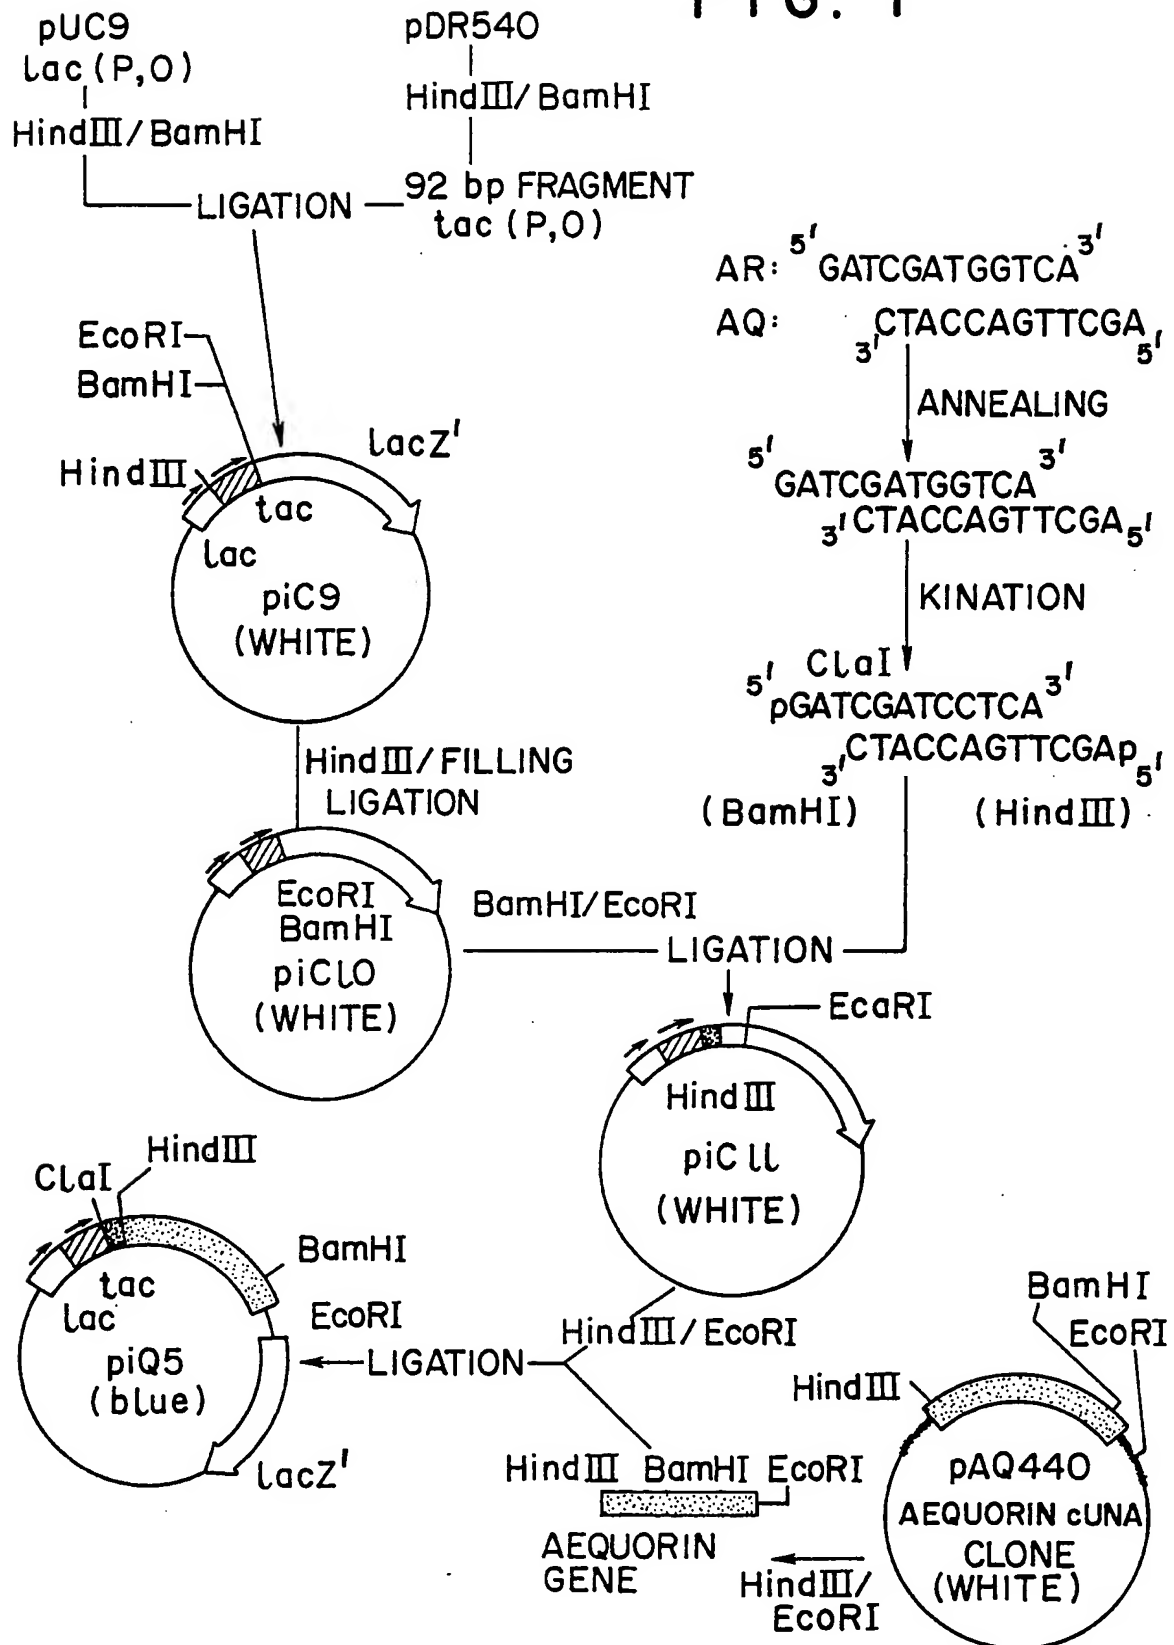 FIG. 1
pUC9
lac (P,O)
HindIII/BamHI
pDR540
HindIII/BamHI
92 bp FRAGMENT
tac (P,O)
LIGATION
AR: 5' GATCGATGGTCA 3'
AQ: 3' CTACCAGTTCGA 5'
ANNEALING
5' GATCGATGGTCA 3'
3' CTACCAGTTCGA 5'
KINATION
ClaI
5' pGATCGATCCTCA 3'
3' CTACCAGTTCGAp 5'
(BamHI) (HindIII)
EcoRI
BamHI
HindIII
lacZ'
tac
lac
piC9
(WHITE)
HindIII/FILLING
LIGATION
EcoRI
BamHI
piCl0
(WHITE)
BamHI/EcoRI
LIGATION
EcaRI
HindIII
piC ll
(WHITE)
HindIII/EcoRI
LIGATION
ClaI
HindIII
BamHI
EcoRI
tac
lac
piQ5
(blue)
lacZ'
BamHI
EcoRI
HindIII
pAQ440
AEQUORIN cUNA
CLONE
(WHITE)
HindIII/
EcoRI
HindIII BamHI EcoRI
AEQUORIN
GENE